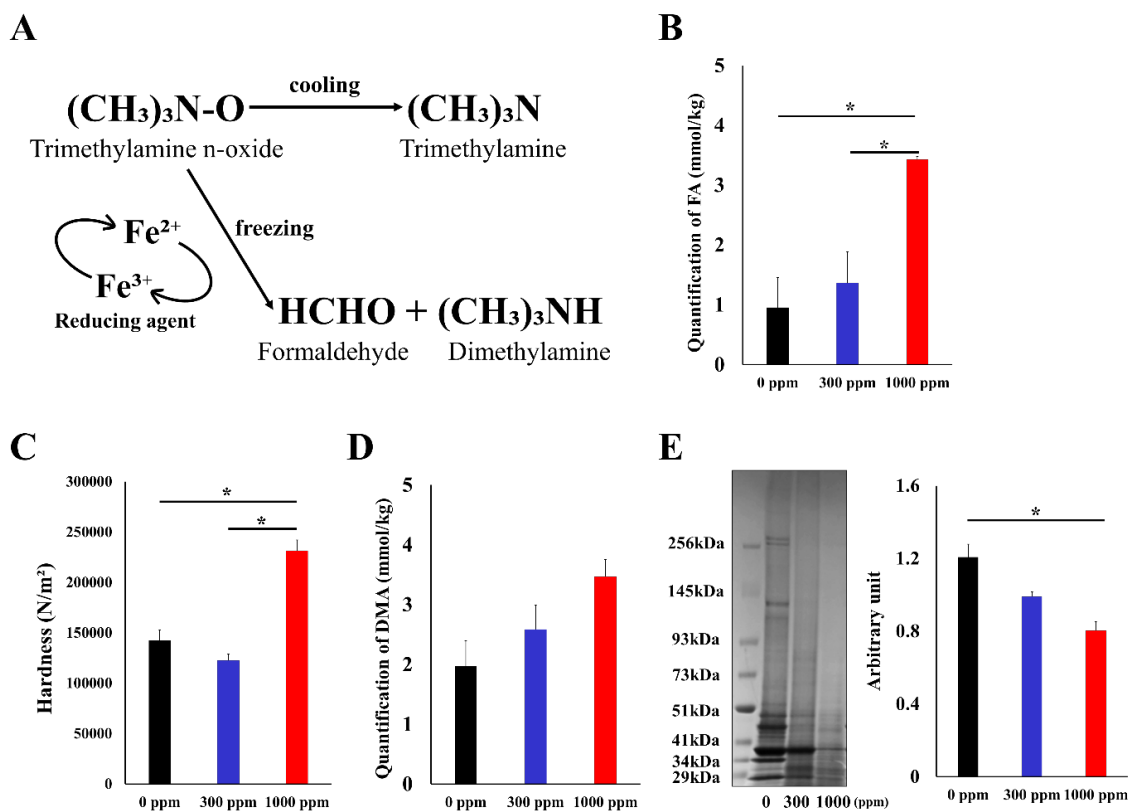 A
(CH₃)₃N-O
cooling
(CH₃)₃N
Trimethylamine n-oxide
Trimethylamine
Fe²⁺
Fe³⁺
Reducing agent
freezing
HCHO + (CH₃)₃NH
Formaldehyde
Dimethylamine
B
Quantification of FA (mmol/kg)
5
4
3
2
1
0
*
*
0 ppm
300 ppm
1000 ppm
C
Hardness (N/m²)
300000
250000
200000
150000
100000
50000
0
*
*
0 ppm
300 ppm
1000 ppm
D
Quantification of DMA (mmol/kg)
5
4
3
2
1
0
0 ppm
300 ppm
1000 ppm
E
256kDa
145kDa
93kDa
73kDa
51kDa
41kDa
34kDa
29kDa
0 300 1000 (ppm)
Arbitrary unit
1.6
1.2
0.8
0.4
0
*
0 ppm
300 ppm
1000 ppm